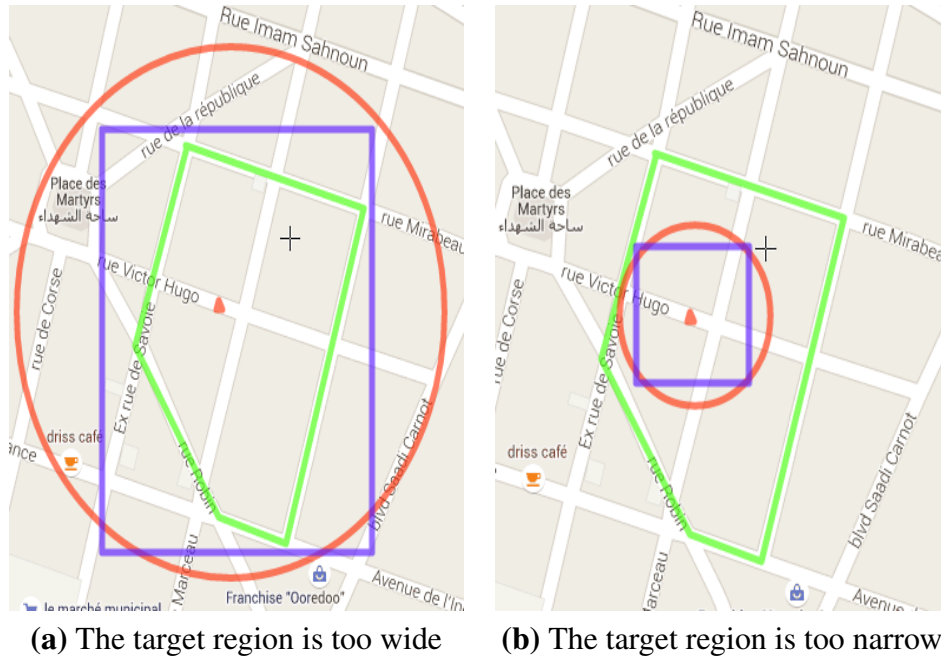 Rue Imam Sahnoun
rue de la république
Place des
Martyrs
ساحة الشهداء
rue Mirabeau
rue Victor Hugo
rue de Corse
Ex rue de Savoie
driss café
ance
rue Robin
blvd Saadi Carnot
Marceau
Franchise "Ooredoo"
Avenue de l'In
le marché municipal
(a) The target region is too wide
Rue Imam Sahnoun
rue de la république
Place des
Martyrs
ساحة الشهداء
rue Mirabea
rue Victor Hugo
rue de Corse
Ex rue de Savoie
driss café
rue Robin
blvd Saadi Carnot
Marceau
Avenue de
(b) The target region is too narrow